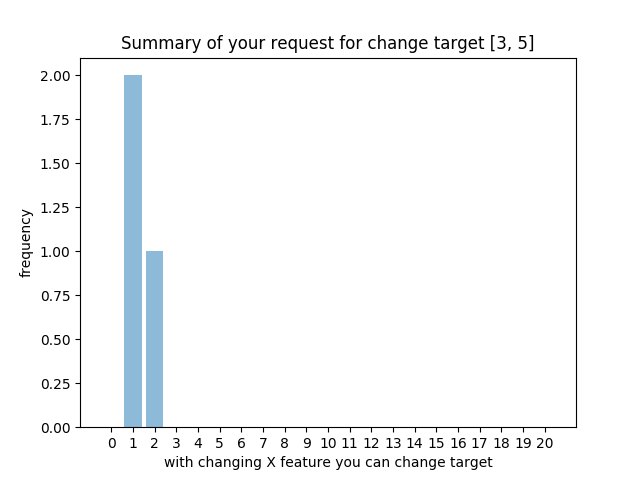 Summary of your request for change target [3, 5]
2.00
1.75
1.50
1.25
1.00
0.75
0.50
0.25
0.00
frequency
0 1 2 3 4 5 6 7 8 9 10 11 12 13 14 15 16 17 18 19 20
with changing X feature you can change target